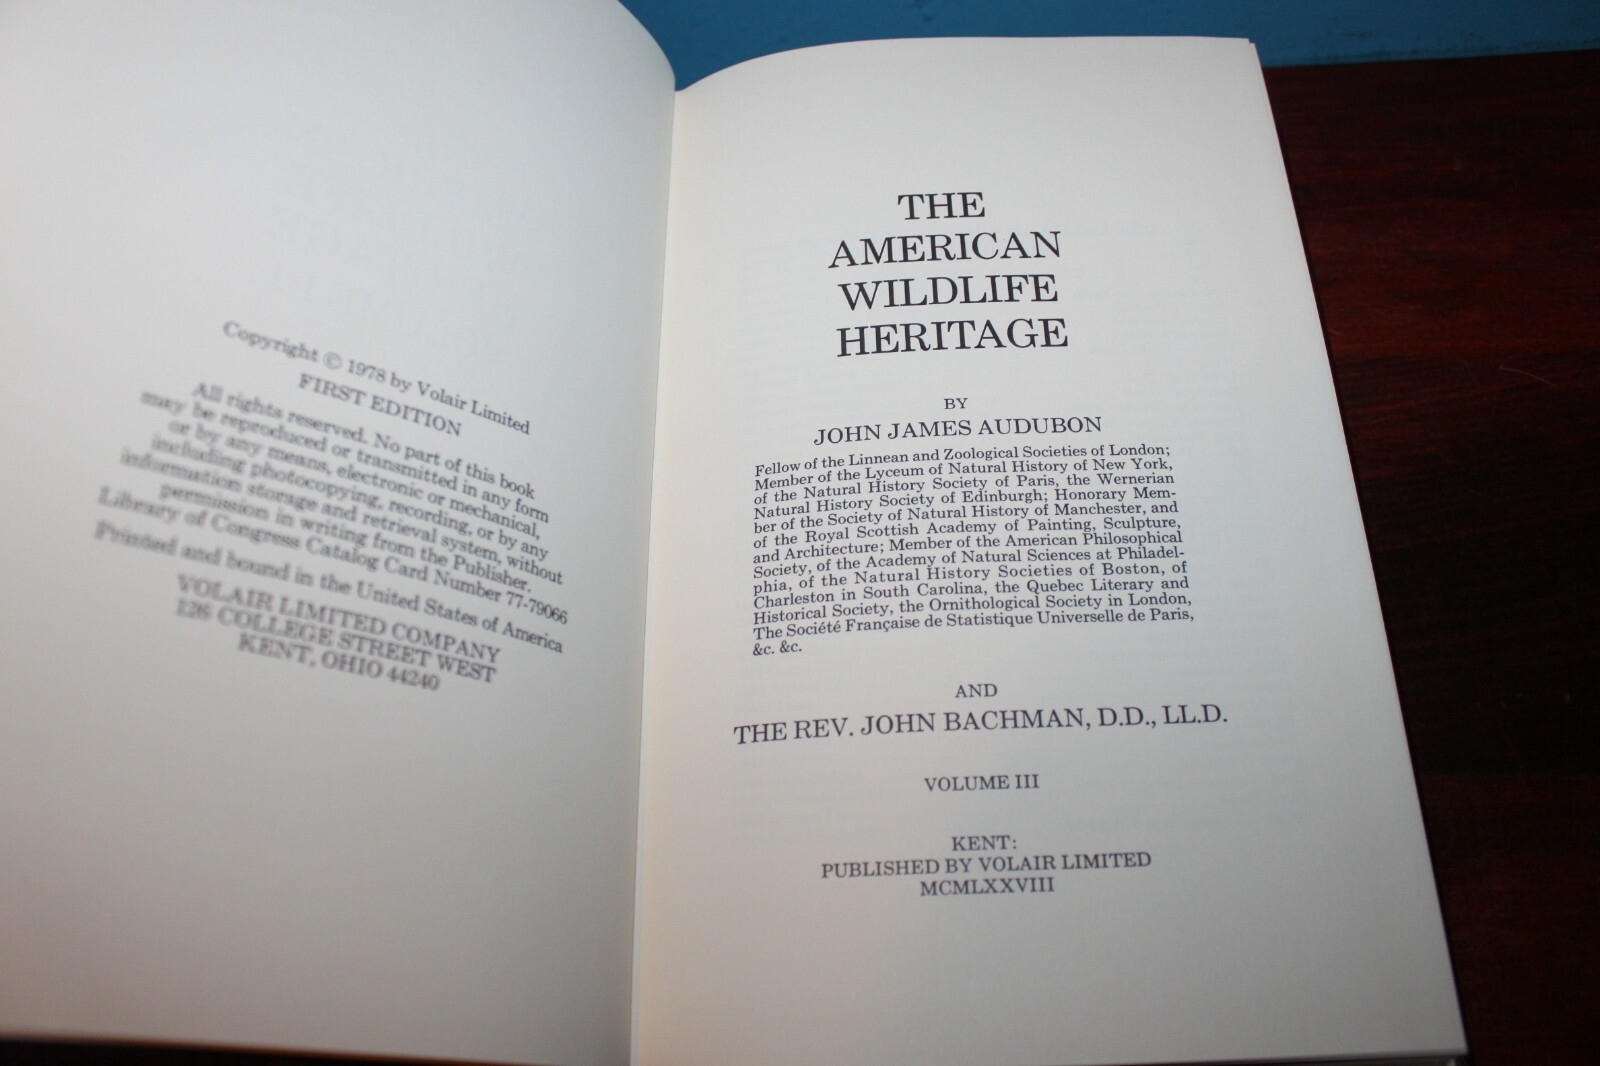 Copyright © 1978 by Volair Limited
FIRST EDITION
All rights reserved. No part of this book
may be reproduced or transmitted in any form
or by any means, electronic or mechanical,
including photocopying, recording, or by any
information storage and retrieval system, without
permission in writing from the Publisher.
Library of Congress Catalog Card Number 77-79066
Printed and bound in the United States of America
VOLAIR LIMITED COMPANY
126 COLLEGE STREET WEST
KENT, OHIO 44240
THE
AMERICAN
WILDLIFE
HERITAGE
BY
JOHN JAMES AUDUBON
Fellow of the Linnean and Zoological Societies of London;
Member of the Lyceum of Natural History of New York,
of the Natural History Society of Paris, the Wernerian
Natural History Society of Edinburgh; Honorary Mem-
ber of the Society of Natural History of Manchester, and
of the Royal Scottish Academy of Painting, Sculpture,
and Architecture; Member of the American Philosophical
Society, of the Academy of Natural Sciences at Philadel-
phia, of the Natural History Societies of Boston, of
Charleston in South Carolina, the Quebec Literary and
Historical Society, the Ornithological Society in London,
The Société Française de Statistique Universelle de Paris,
&c. &c.
AND
THE REV. JOHN BACHMAN, D.D., LL.D.
VOLUME III
KENT:
PUBLISHED BY VOLAIR LIMITED
MCMLXXVIII